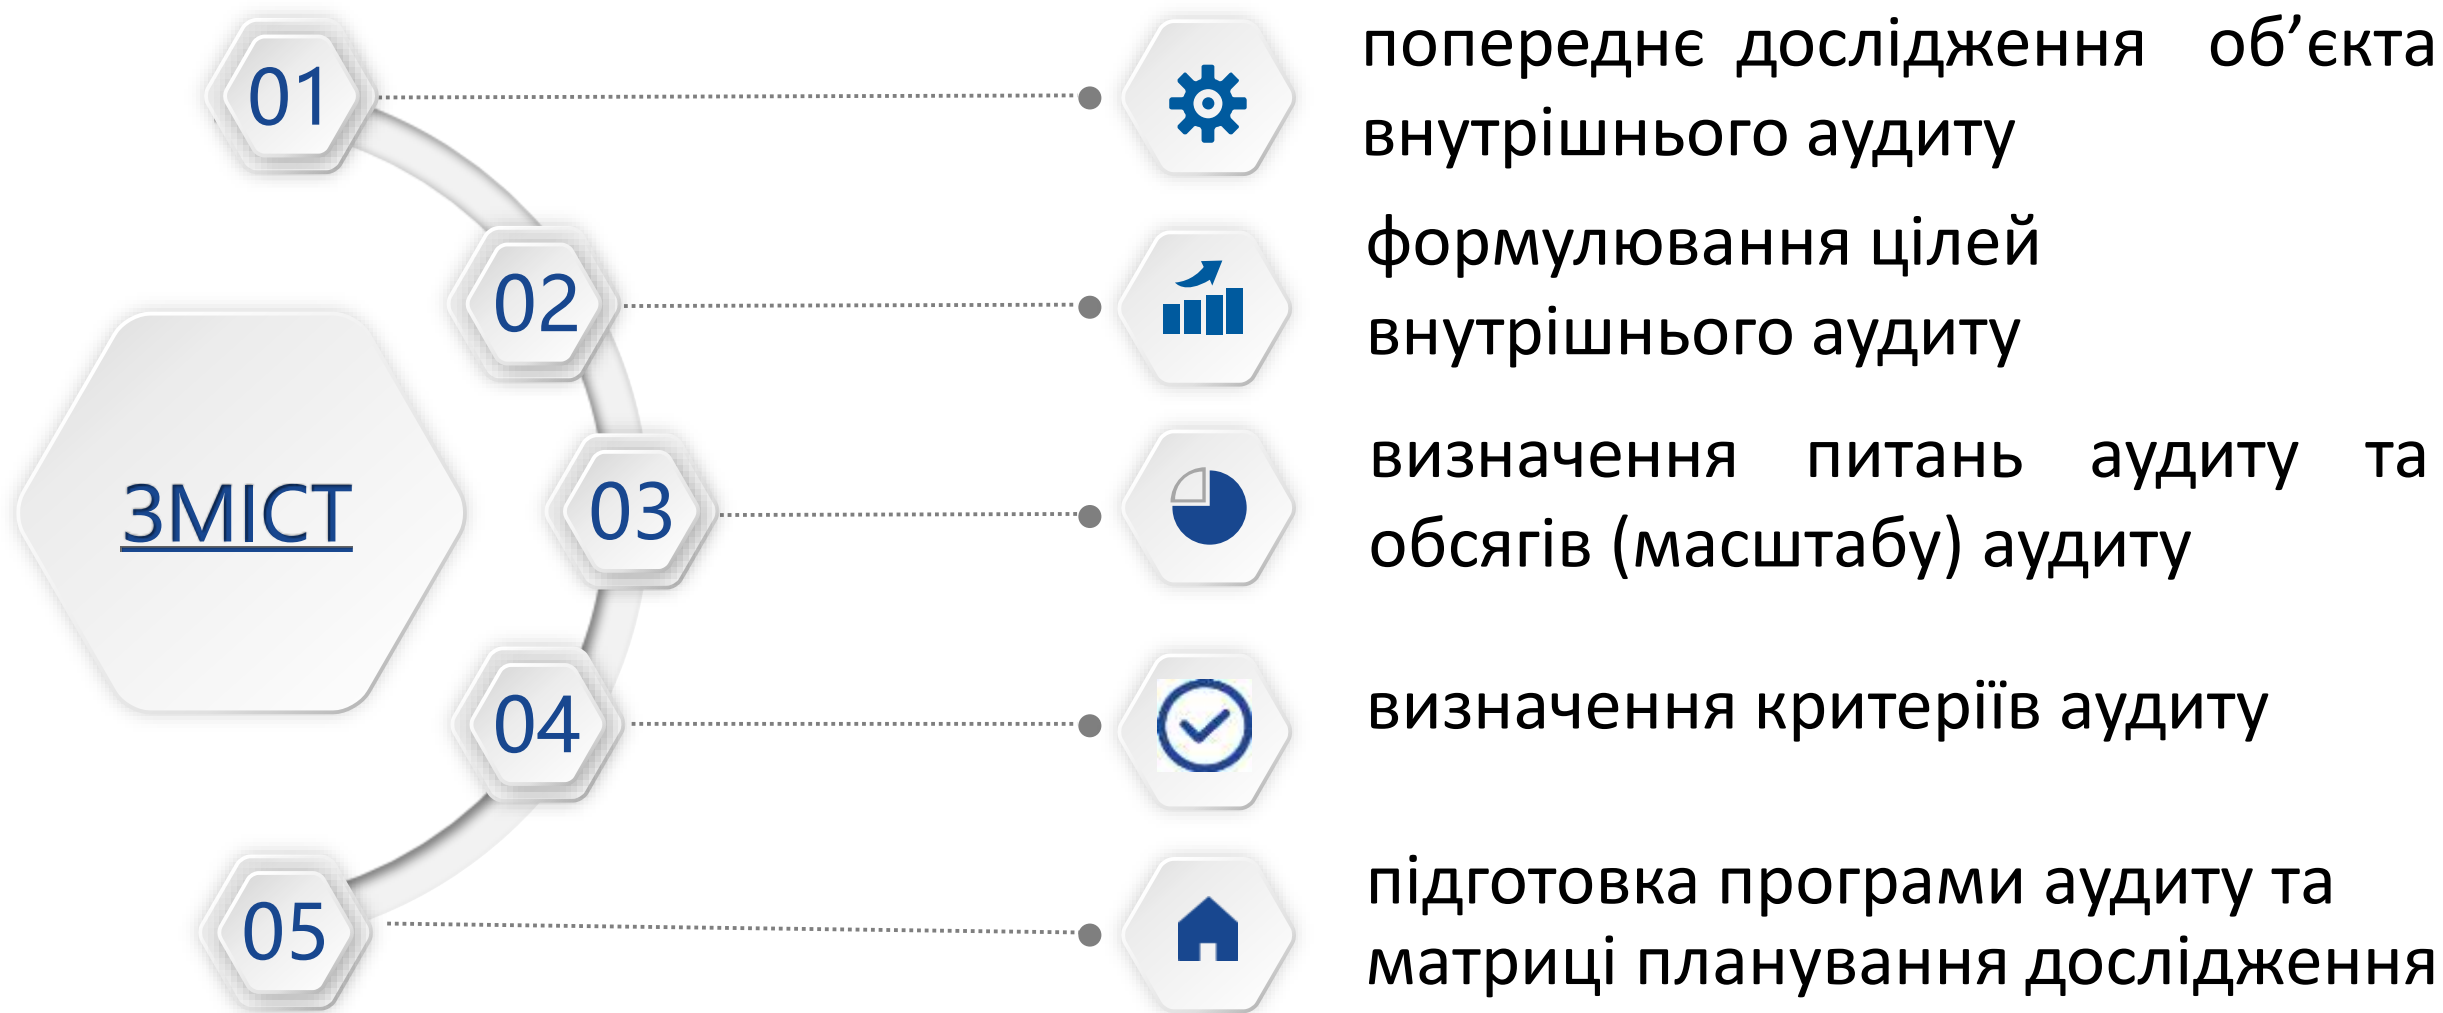 01
попереднє дослідження об’єкта
внутрішнього аудиту
02
формулювання цілей
внутрішнього аудиту
ЗМІСТ
03
визначення питань аудиту та
обсягів (масштабу) аудиту
04
визначення критеріїв аудиту
05
підготовка програми аудиту та
матриці планування дослідження